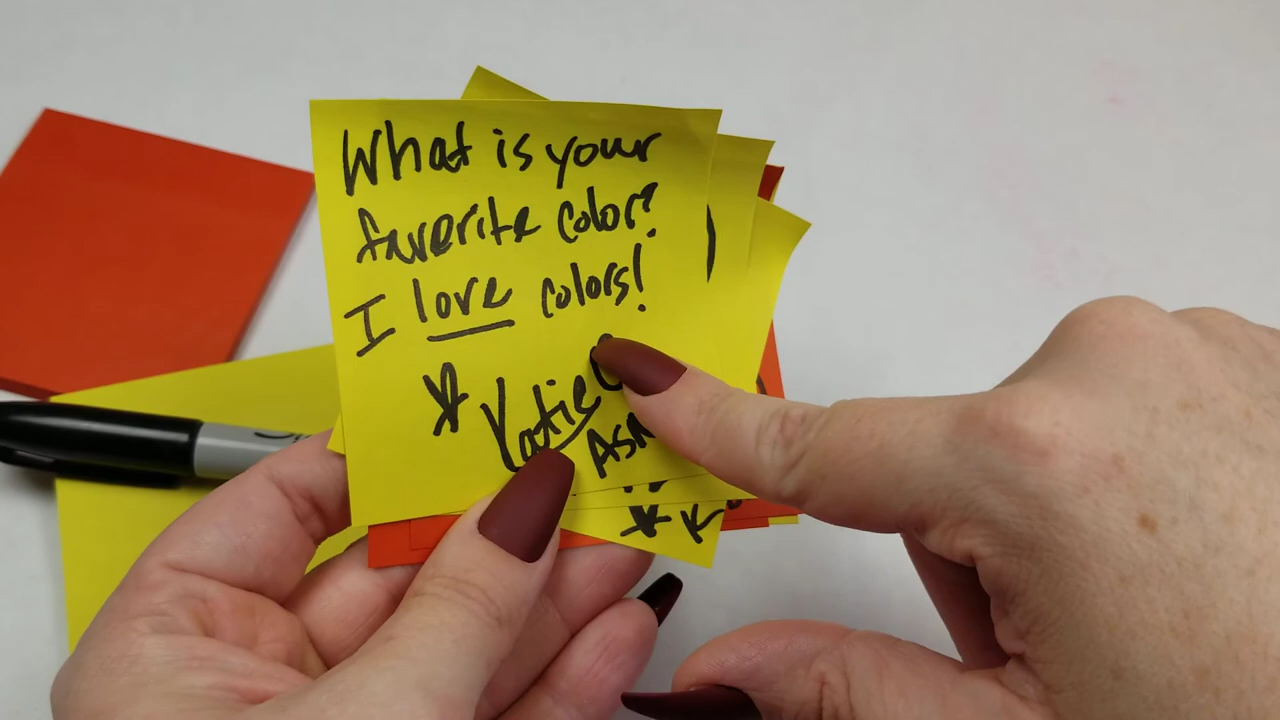 What is your
favorite color?
I love colors!
* Katie
* K